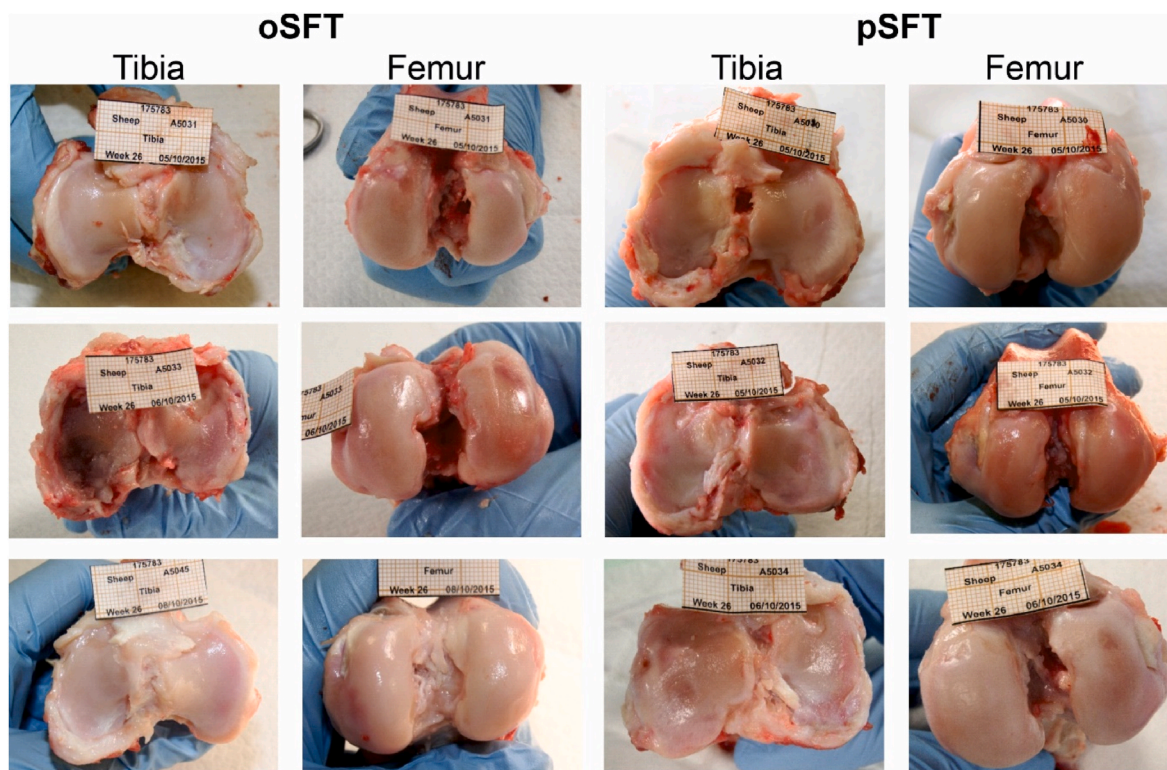 oSFT
pSFT
Tibia
Femur
Tibia
Femur
175783
Sheep A5031
Tibia
Week 26 05/10/2015
175783
Sheep A5031
Femur
Week 26 05/10/2015
175783
Sheep A5030
Tibia
Week 26 05/10/2015
175783
Sheep A5030
Femur
Week 26 05/10/2015
175783
Sheep A5033
Tibia
Week 26 06/10/2015
A5033
mur
06/10/2015
175783
Sheep A5032
Tibia
Week 26 05/10/2015
175783
Sheep A5032
Femur
Week 26 05/10/2015
175783
Sheep A5045
Tibia
Week 26 08/10/2015
Femur
Week 26 08/10/2015
175783
Sheep A5034
Tibia
Week 26 06/10/2015
175783
Sheep A5034
Femur
Week 26 06/10/2015